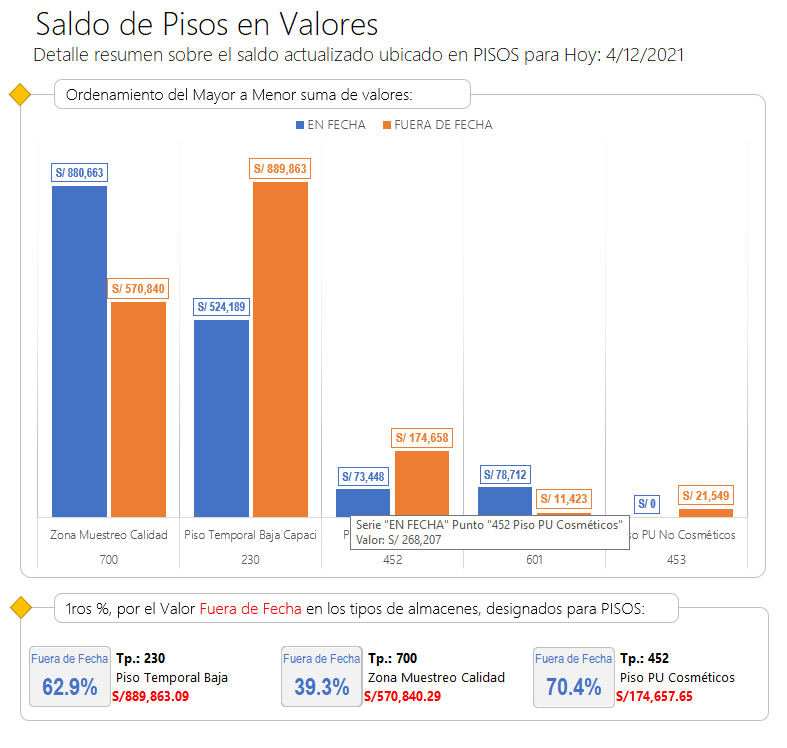 Saldo de Pisos en Valores
Detalle resumen sobre el saldo actualizado ubicado en PISOS para Hoy: 4/12/2021
Ordenamiento del Mayor a Menor suma de valores:
EN FECHA FUERA DE FECHA
S/ 880,663
S/ 889,863
S/ 570,840
S/ 524,189
S/ 174,658
S/ 73,448
S/ 78,712
S/ 11,423
S/ 0
S/ 21,549
Serie "EN FECHA" Punto "452 Piso PU Cosméticos"
Valor: S/ 268,207
Zona Muestreo Calidad Piso Temporal Baja Capaci PU No Cosméticos
700 230 452 601 453
1ros %, por el Valor Fuera de Fecha en los tipos de almacenes, designados para PISOS:
Fuera de Fecha
62.9%
Tp.: 230
Piso Temporal Baja
S/889,863.09
Fuera de Fecha
39.3%
Tp.: 700
Zona Muestreo Calidad
S/570,840.29
Fuera de Fecha
70.4%
Tp.: 452
Piso PU Cosméticos
S/174,657.65